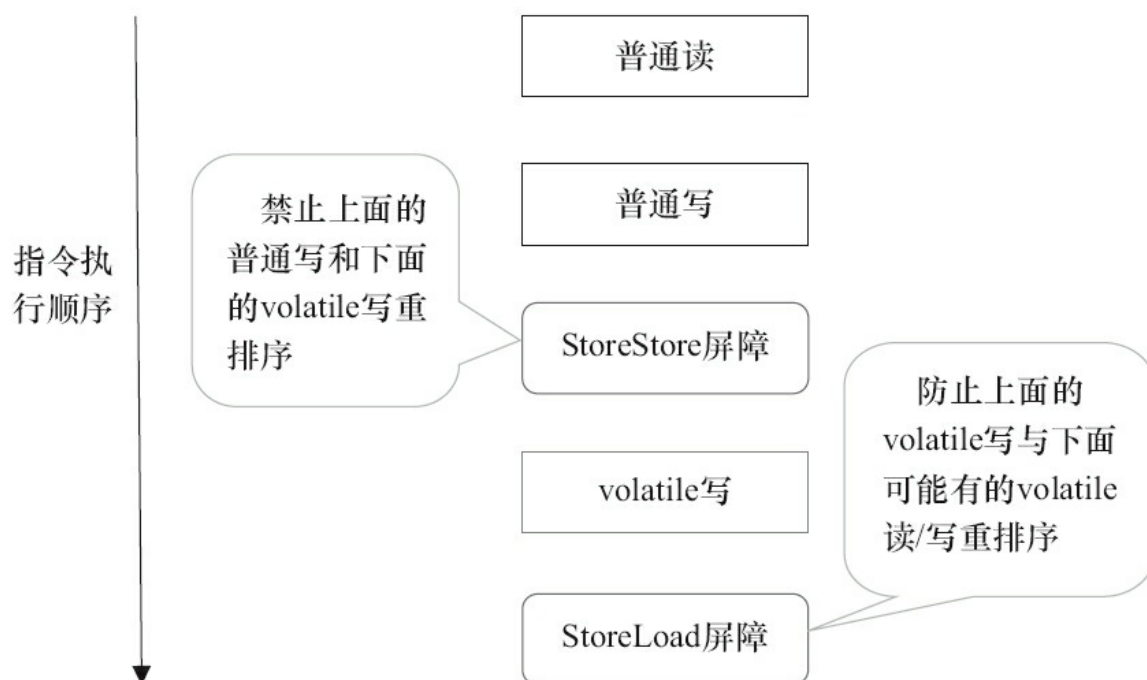 普通读
普通写
禁止上面的
普通写和下面
的volatile写重
排序
指令执
行顺序
StoreStore屏障
防止上面的
volatile写与下面
可能有的volatile
读/写重排序
volatile写
StoreLoad屏障